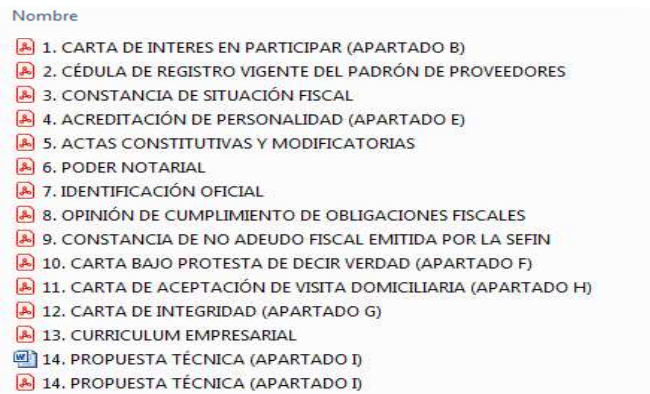 Nombre
1. CARTA DE INTERES EN PARTICIPAR (APARTADO B)
2. CÉDULA DE REGISTRO VIGENTE DEL PADRÓN DE PROVEEDORES
3. CONSTANCIA DE SITUACIÓN FISCAL
4. ACREDITACIÓN DE PERSONALIDAD (APARTADO E)
5. ACTAS CONSTITUTIVAS Y MODIFICATORIAS
6. PODER NOTARIAL
7. IDENTIFICACIÓN OFICIAL
8. OPINIÓN DE CUMPLIMIENTO DE OBLIGACIONES FISCALES
9. CONSTANCIA DE NO ADEUDO FISCAL EMITIDA POR LA SEFIN
10. CARTA BAJO PROTESTA DE DECIR VERDAD (APARTADO F)
11. CARTA DE ACEPTACIÓN DE VISITA DOMICILIARIA (APARTADO H)
12. CARTA DE INTEGRIDAD (APARTADO G)
13. CURRICULUM EMPRESARIAL
14. PROPUESTA TÉCNICA (APARTADO I)
14. PROPUESTA TÉCNICA (APARTADO I)